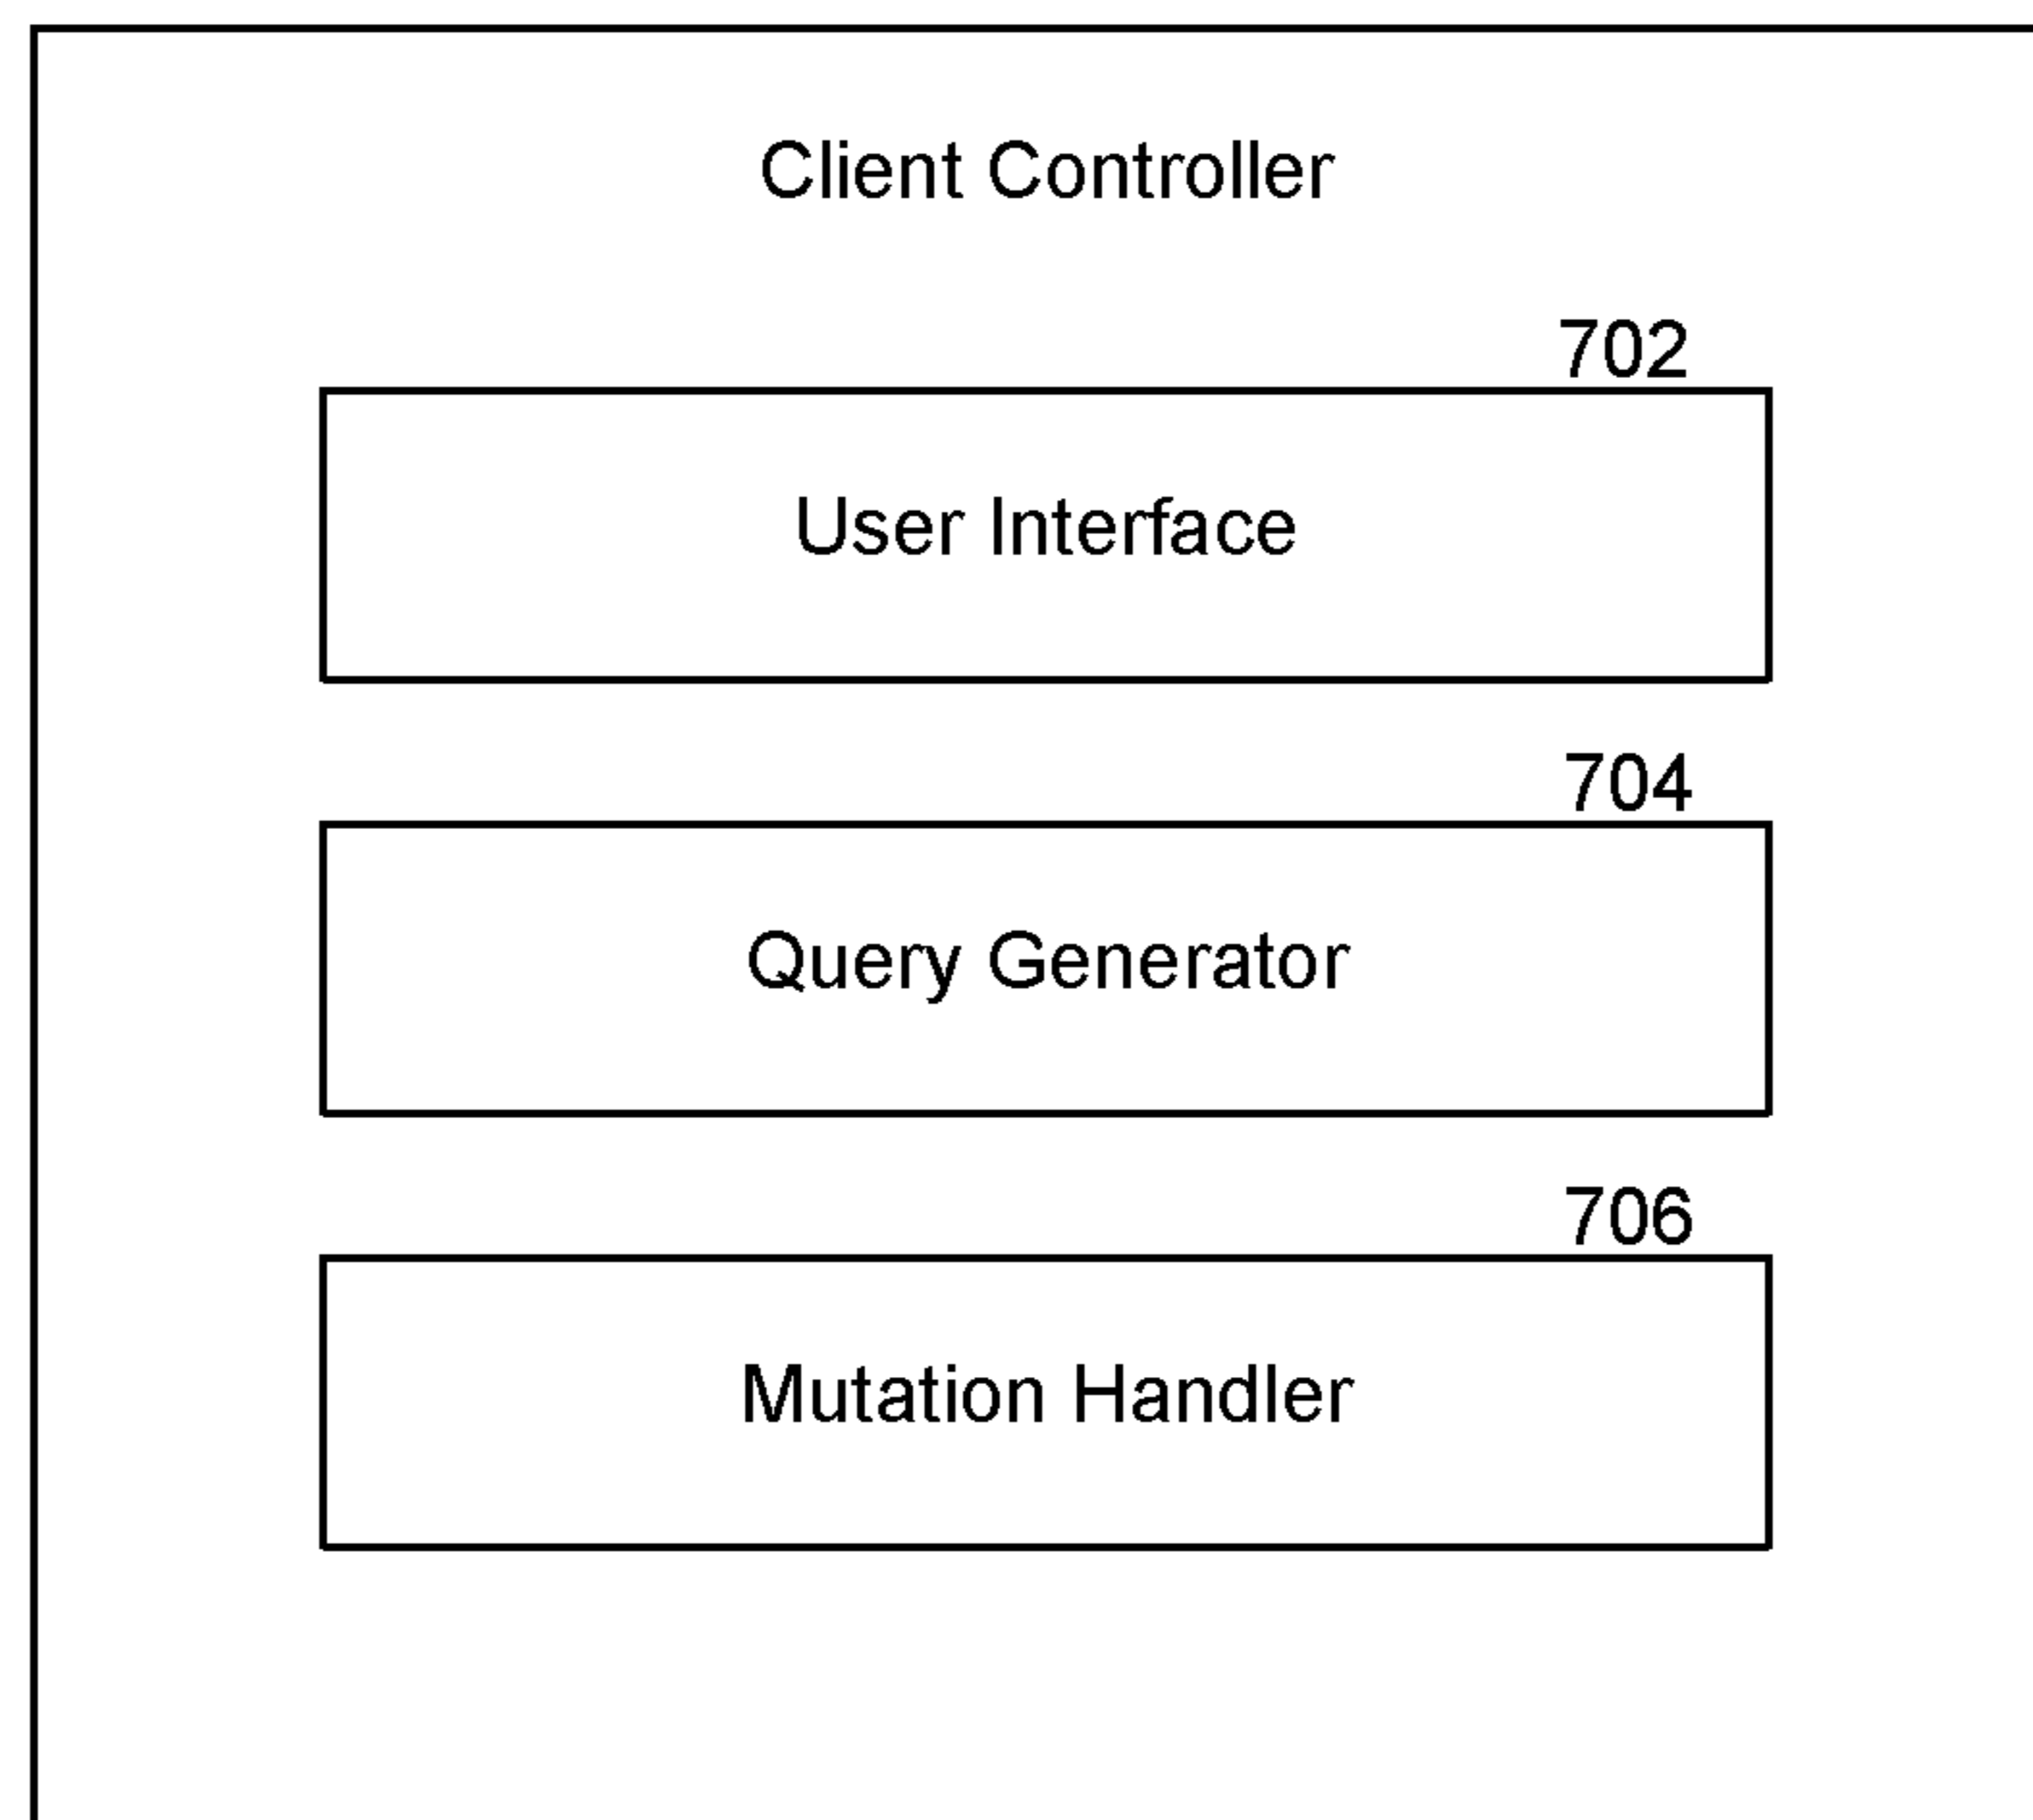 Client Controller
702
User Interface
704
Query Generator
706
Mutation Handler